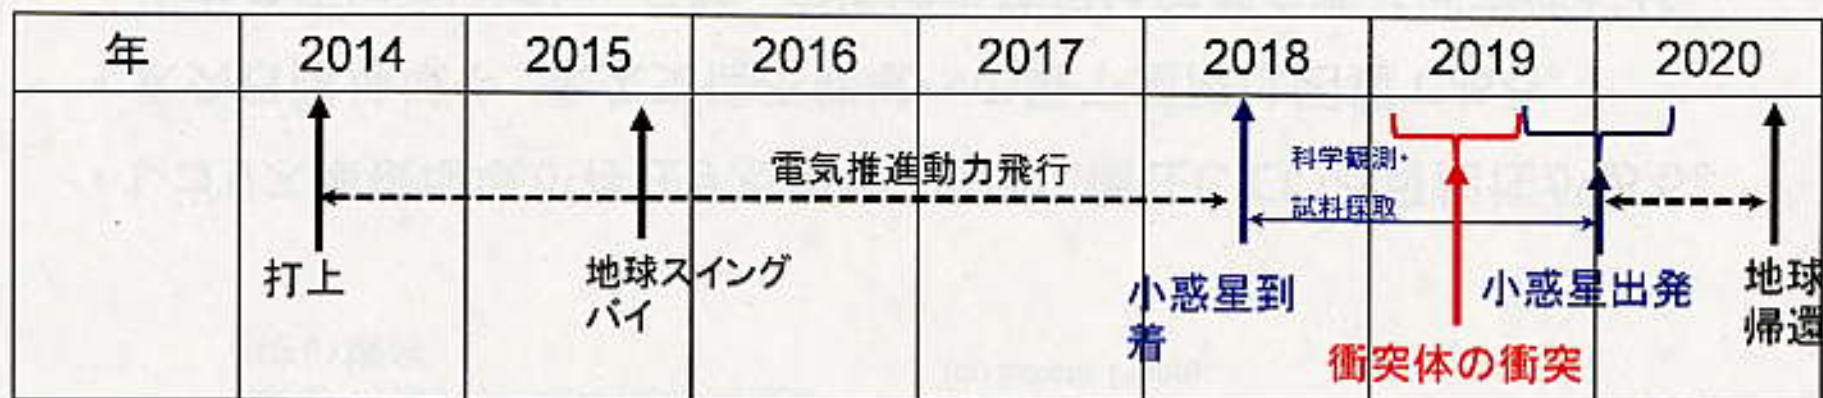 年 2014 2015 2016 2017 2018 2019 2020
電気推進動力飛行
科学観測・
試料採取
打上
地球スイング
バイ
小惑星到
着
衝突体の衝突
小惑星出発
地球
帰還